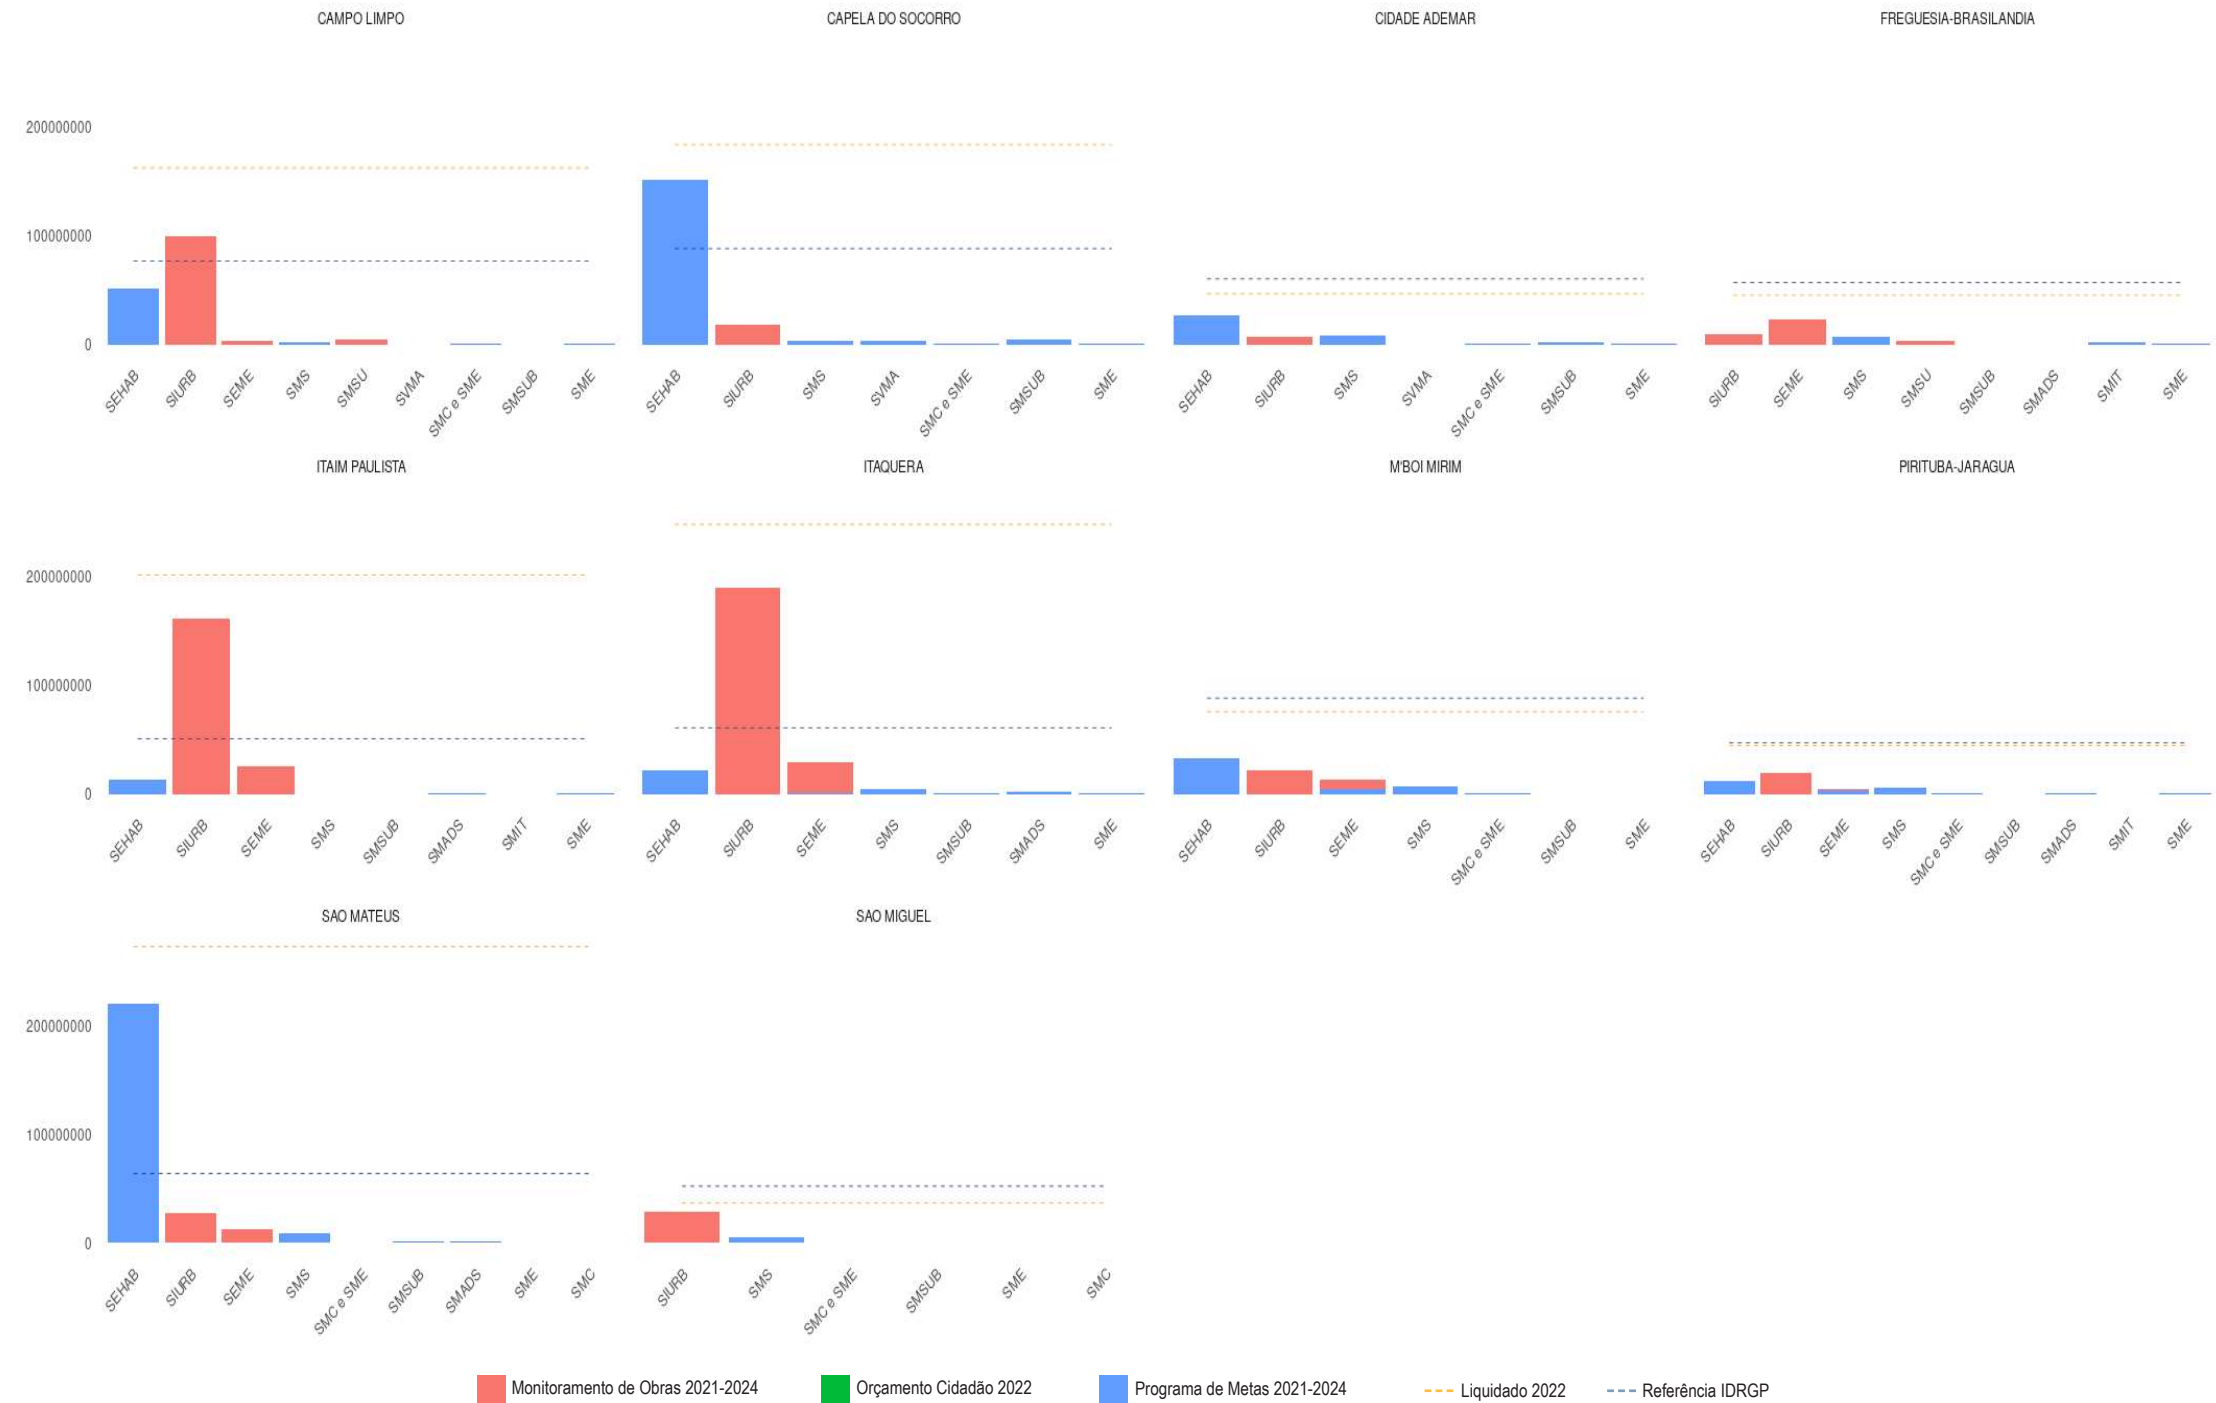 CAMPO LIMPO
CAPELA DO SOCORRO
CIDADE ADEMAR
FREGUESIA-BRASILANDIA
200000000
100000000
0
SEHAB SIURB SEME SMS SMSU SVMA SMC e SME SMSUB SME
SEHAB SIURB SMS SVMA SMC e SME SMSUB SME
SEHAB SIURB SMS SVMA SMC e SME SMSUB SME
SIURB SEME SMS SMSU SMSUB SMADS SMIT SME
ITAIM PAULISTA
ITAQUERA
M'BOI MIRIM
PIRITUBA-JARAGUA
200000000
100000000
0
SEHAB SIURB SEME SMS SMSUB SMADS SMIT SME
SEHAB SIURB SEME SMS SMSUB SMADS SME
SEHAB SIURB SEME SMS SMC e SME SMSUB SME
SEHAB SIURB SEME SMS SMC e SME SMSUB SMADS SMIT SME
SAO MATEUS
SAO MIGUEL
200000000
100000000
0
SEHAB SIURB SEME SMS SMC e SME SMSUB SMADS SME SMC
SIURB SMS SMC e SME SMSUB SME SMC
Monitoramento de Obras 2021-2024
Orçamento Cidadão 2022
Programa de Metas 2021-2024
Liquidado 2022
Referência IDRGP